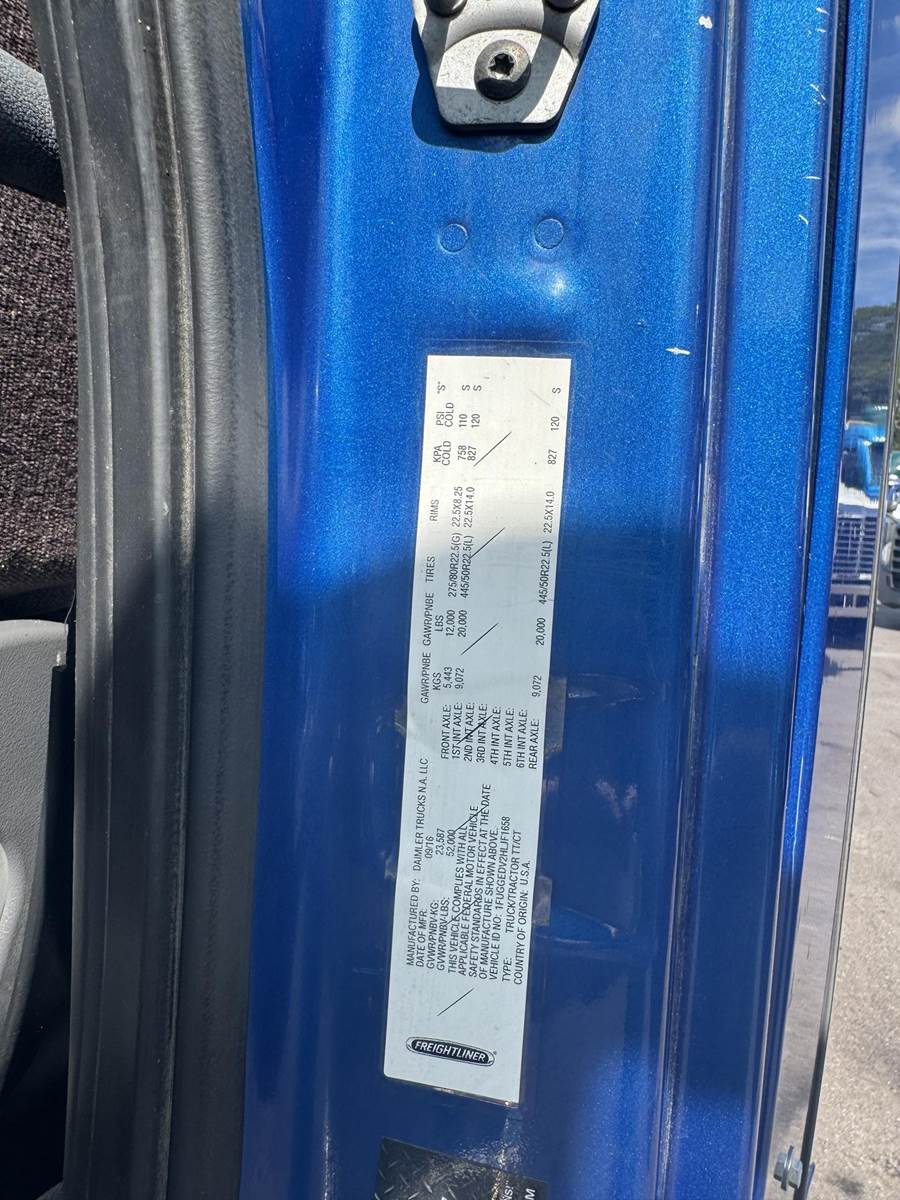 FREIGHTLINER
MANUFACTURED BY: DAIMLER TRUCKS N.A. LLC
DATE OF MFR: 09/16
GVWR/PNBV-KG: 23,587
GVWR/PNBV-LBS: 52,000
THIS VEHICLE COMPLIES WITH ALL
APPLICABLE FEDERAL MOTOR VEHICLE
SAFETY STANDARDS IN EFFECT AT THE DATE
OF MANUFACTURE SHOWN ABOVE.
VEHICLE ID NO.: 1FUGGEDV2HLJF1658
TYPE: TRUCK/TRACTOR TT/CT
COUNTRY OF ORIGIN: U.S.A.
GAWR/PNBE GAWR/PNBE TIRES RIMS KPA PSI "S"
KGS LBS COLD COLD
FRONT AXLE: 5,443 12,000 275/80R22.5(G) 22.5X8.25 758 110 S
1ST INT AXLE: 9,072 20,000 445/50R22.5(L) 22.5X14.0 827 120 S
2ND INT AXLE:
3RD INT AXLE:
4TH INT AXLE:
5TH INT AXLE:
6TH INT AXLE:
REAR AXLE: 9,072 20,000 445/50R22.5(L) 22.5X14.0 827 120 S